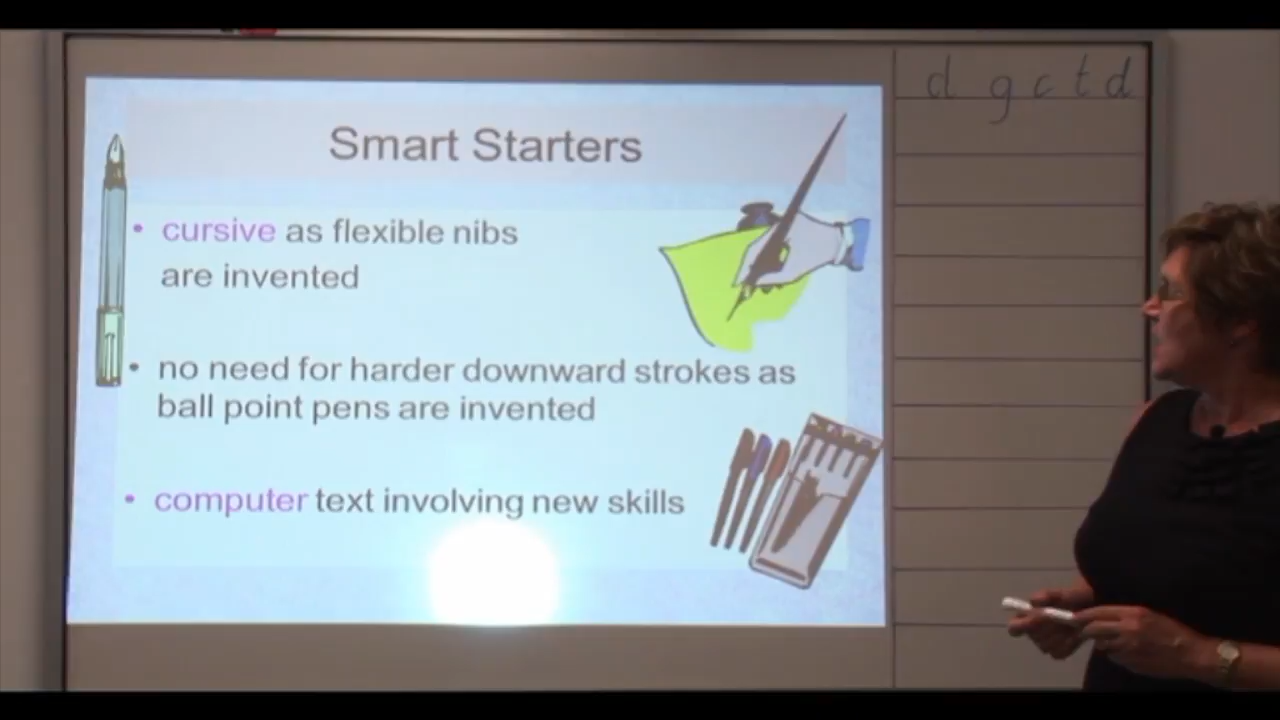 Smart Starters
• cursive as flexible nibs
are invented
• no need for harder downward strokes as
ball point pens are invented
• computer text involving new skills
d g c t d